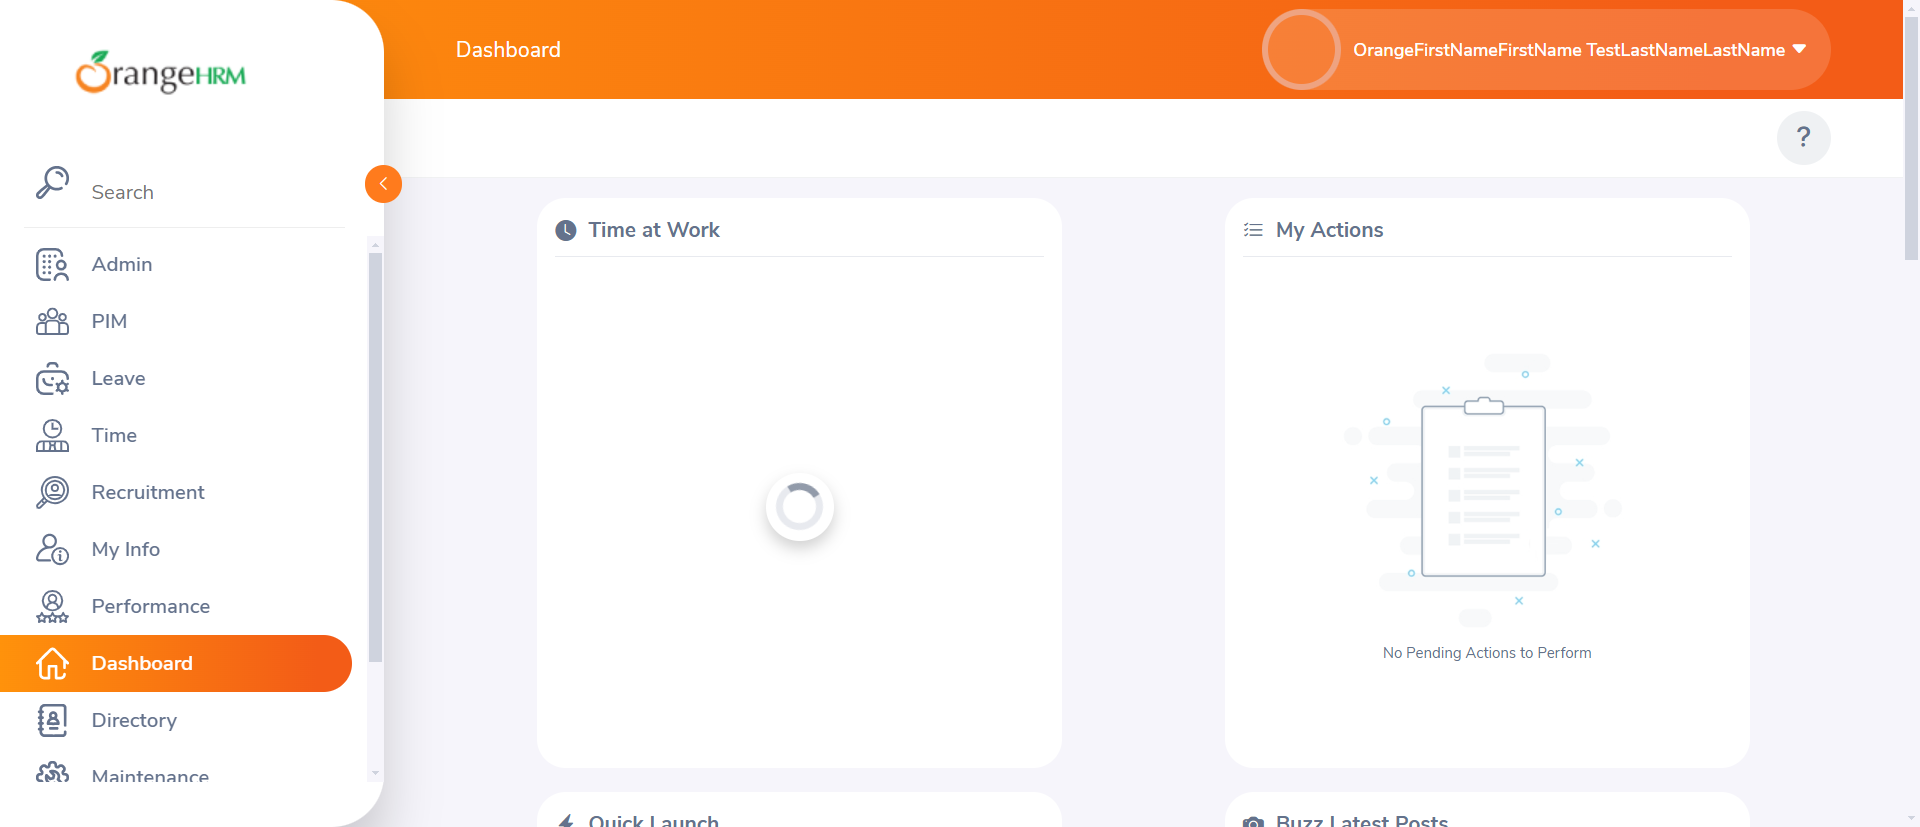 OrangeHRM
Dashboard
OrangeFirstNameFirstName TestLastNameLastName
?
Search
Admin
PIM
Leave
Time
Recruitment
My Info
Performance
Dashboard
Directory
Maintenance
Time at Work
My Actions
No Pending Actions to Perform
Quick Launch
Buzz Latest Posts